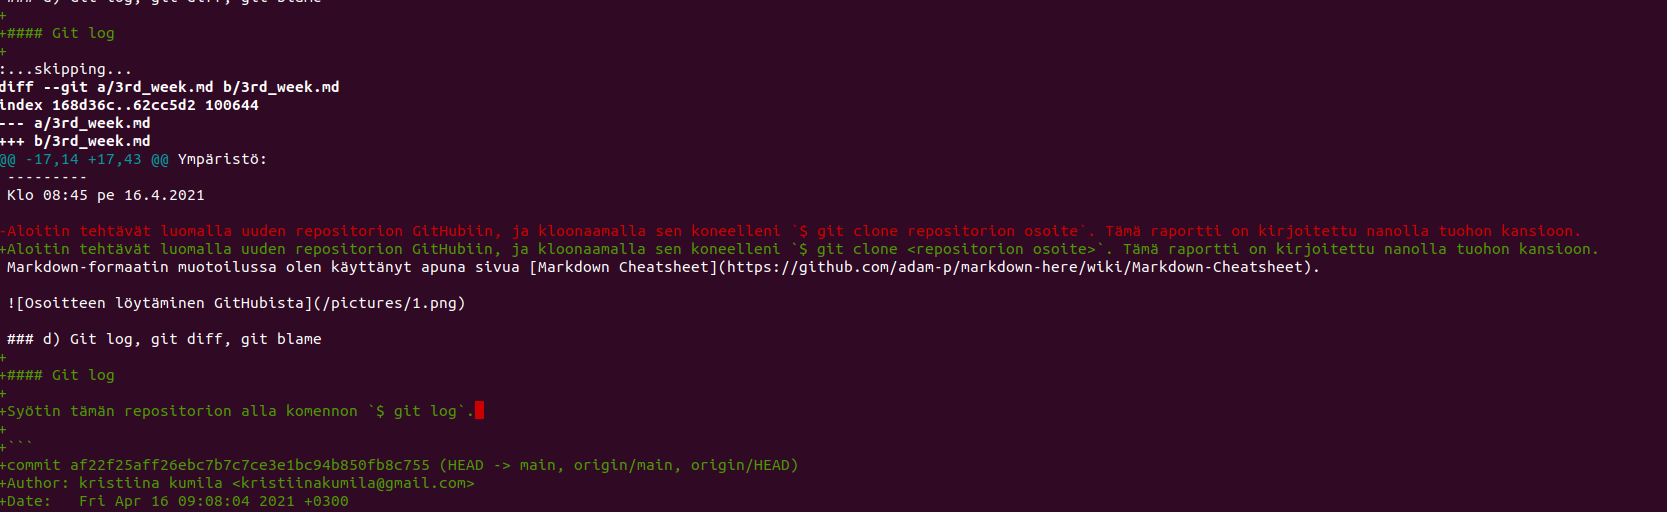 ### d) Git log, git diff, git blame
+
+#### Git log
+
:...skipping...
diff --git a/3rd_week.md b/3rd_week.md
index 168d36c..62cc5d2 100644
--- a/3rd_week.md
+++ b/3rd_week.md
@@ -17,14 +17,43 @@ Ympäristö:
 ---------
 Klo 08:45 pe 16.4.2021

-Aloitin tehtävät luomalla uuden repositorion GitHubiin, ja kloonaamalla sen koneelleni `$ git clone repositorion osoite`. Tämä raportti on kirjoitettu nanolla tuohon kansioon.
+Aloitin tehtävät luomalla uuden repositorion GitHubiin, ja kloonaamalla sen koneelleni `$ git clone <repositorion osoite>`. Tämä raportti on kirjoitettu nanolla tuohon kansioon.
 Markdown-formaatin muotoilussa olen käyttänyt apuna sivua [Markdown Cheatsheet](https://github.com/adam-p/markdown-here/wiki/Markdown-Cheatsheet).

 ![Osoitteen löytäminen GitHubista](/pictures/1.png)

 ### d) Git log, git diff, git blame
+
+#### Git log
+
+Syötin tämän repositorion alla komennon `$ git log`.
+
+```
+commit af22f25aff26ebc7b7c7ce3e1bc94b850fb8c755 (HEAD -> main, origin/main, origin/HEAD)
+Author: kristiina kumila <kristiinakumila@gmail.com>
+Date:   Fri Apr 16 09:08:04 2021 +0300